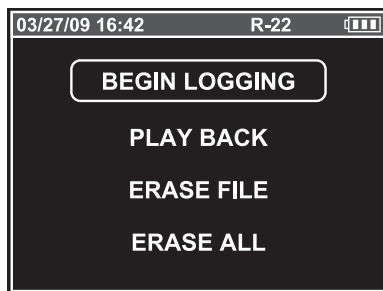 03/27/09 16:42 R-22
BEGIN LOGGING
PLAY BACK
ERASE FILE
ERASE ALL